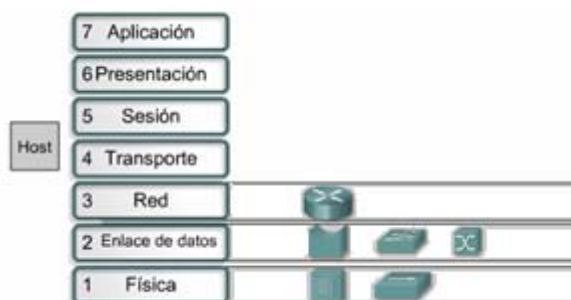 7 Aplicación
6 Presentación
5 Sesión
Host
4 Transporte
3 Red
2 Enlace de datos
1 Física